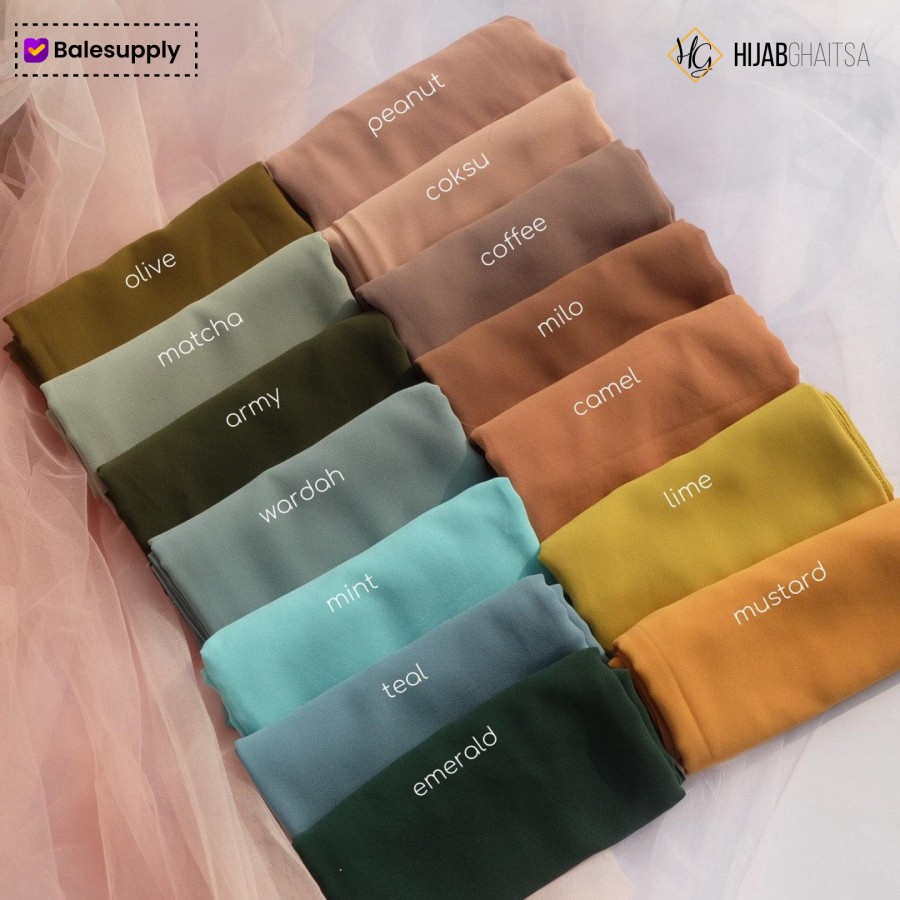 Balesupply
HG HIJABGHAITSA
peanut
coksu
coffee
milo
camel
lime
mustard
olive
matcha
army
wardah
mint
teal
emerald